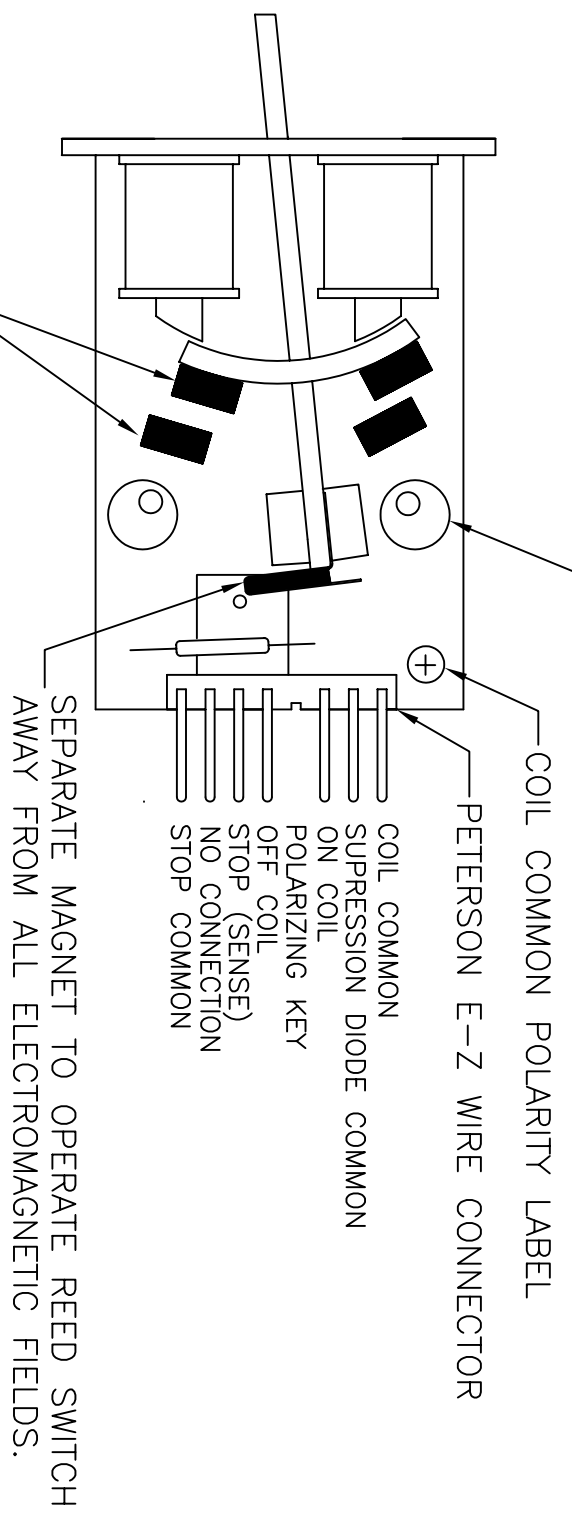 COIL COMMON POLARITY LABEL
PETERSON E-Z WIRE CONNECTOR
COIL COMMON
SUPRESSION DIODE COMMON
ON COIL
POLARIZING KEY
OFF COIL
STOP (SENSE)
NO CONNECTION
STOP COMMON
SEPARATE MAGNET TO OPERATE REED SWITCH
AWAY FROM ALL ELECTROMAGNETIC FIELDS.